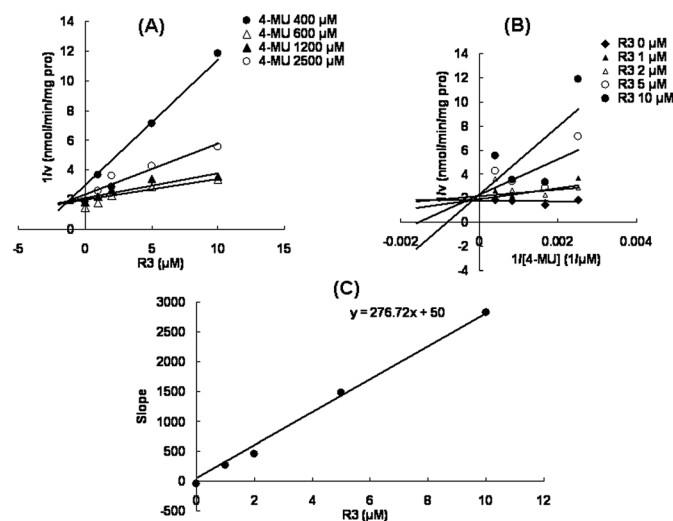 (A)
4-MU 400 µM
4-MU 600 µM
4-MU 1200 µM
4-MU 2500 µM
14
12
10
8
6
4
2
0
-5 0 5 10 15
1/v (nmol/min/mg pro)
R3 (µM)
(B)
R3 0 µM
R3 1 µM
R3 2 µM
R3 5 µM
R3 10 µM
14
12
10
8
6
4
2
0
-2
-4
-0.002 0 0.002 0.004
1/v (nmol/min/mg pro)
1/[4-MU] (1/µM)
(C)
y = 276.72x + 50
3000
2500
2000
1500
1000
500
0
-500
0 2 4 6 8 10 12
Slope
R3 (µM)